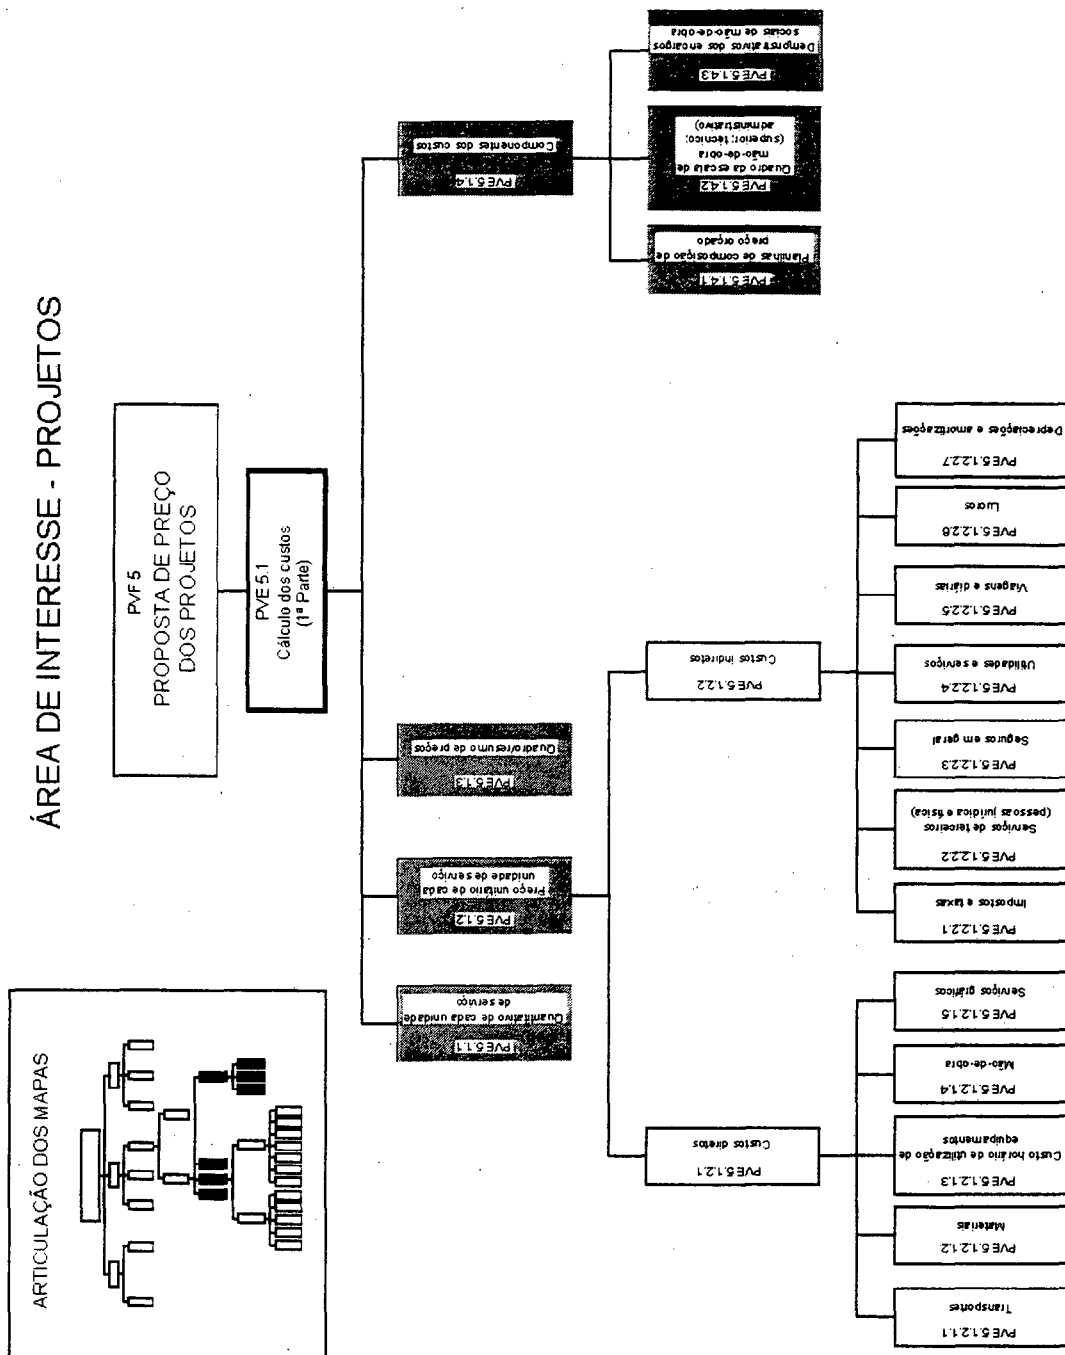 ÁREA DE INTERESSE - PROJETOS
ARTICULAÇÃO DOS MAPAS
PVF 5
PROPOSTA DE PREÇO
DOS PROJETOS
PVE 5.1
Cálculo dos custos
(1ª Parte)
PVE 5.1.1
Quantitativo de cada unidade
de serviço
PVE 5.1.2
Preço unitário de cada
unidade de serviço
PVE 5.1.3
Quadro/resumo de preços
PVE 5.1.4
Componentes dos custos
PVE 5.1.4.1
Planilhas de composição de
preço orçado
PVE 5.1.4.2
Quadro da escala de
mão-de-obra
(superior; técnico;
administrativo)
PVE 5.1.4.3
Demonstrativos dos encargos
sociais de mão-de-obra
PVE 5.1.2.1
Custos diretos
PVE 5.1.2.2
Custos indiretos
PVE 5.1.2.1.1
Transportes
PVE 5.1.2.1.2
Materiais
PVE 5.1.2.1.3
Custo horário de utilização de
equipamentos
PVE 5.1.2.1.4
Mão-de-obra
PVE 5.1.2.1.5
Serviços gráficos
PVE 5.1.2.2.1
Impostos e taxas
PVE 5.1.2.2.2
Serviços de terceiros
(pessoas jurídica e física)
PVE 5.1.2.2.3
Seguros em geral
PVE 5.1.2.2.4
Utilidades e serviços
PVE 5.1.2.2.5
Viagens e diárias
PVE 5.1.2.2.6
Lucros
PVE 5.1.2.2.7
Depreciações e amortizações